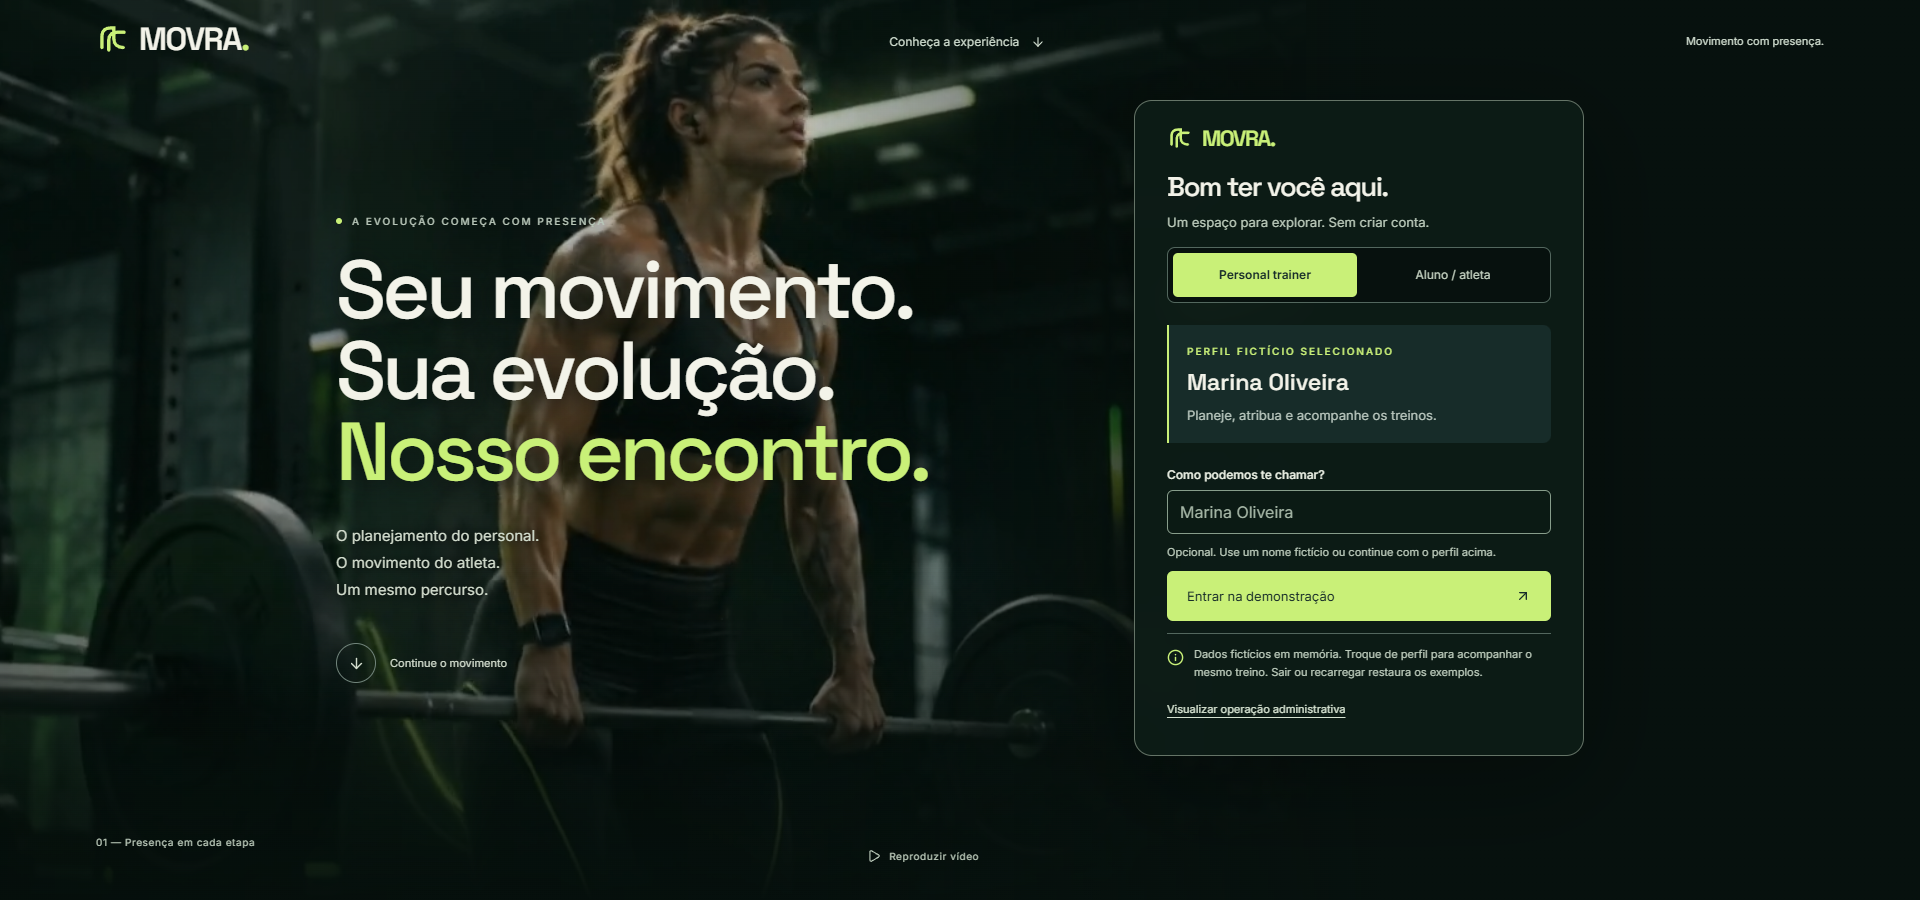 MOVRA.
Conheça a experiência
Movimento com presença.
A EVOLUÇÃO COMEÇA COM PRESENÇA
Seu movimento.
Sua evolução.
Nosso encontro.
O planejamento do personal.
O movimento do atleta.
Um mesmo percurso.
Continue o movimento
01 — Presença em cada etapa
Reproduzir vídeo
MOVRA.
Bom ter você aqui.
Um espaço para explorar. Sem criar conta.
Personal trainer
Aluno / atleta
PERFIL FICTÍCIO SELECIONADO
Marina Oliveira
Planeje, atribua e acompanhe os treinos.
Como podemos te chamar?
Marina Oliveira
Opcional. Use um nome fictício ou continue com o perfil acima.
Entrar na demonstração
Dados fictícios em memória. Troque de perfil para acompanhar o
mesmo treino. Sair ou recarregar restaura os exemplos.
Visualizar operação administrativa